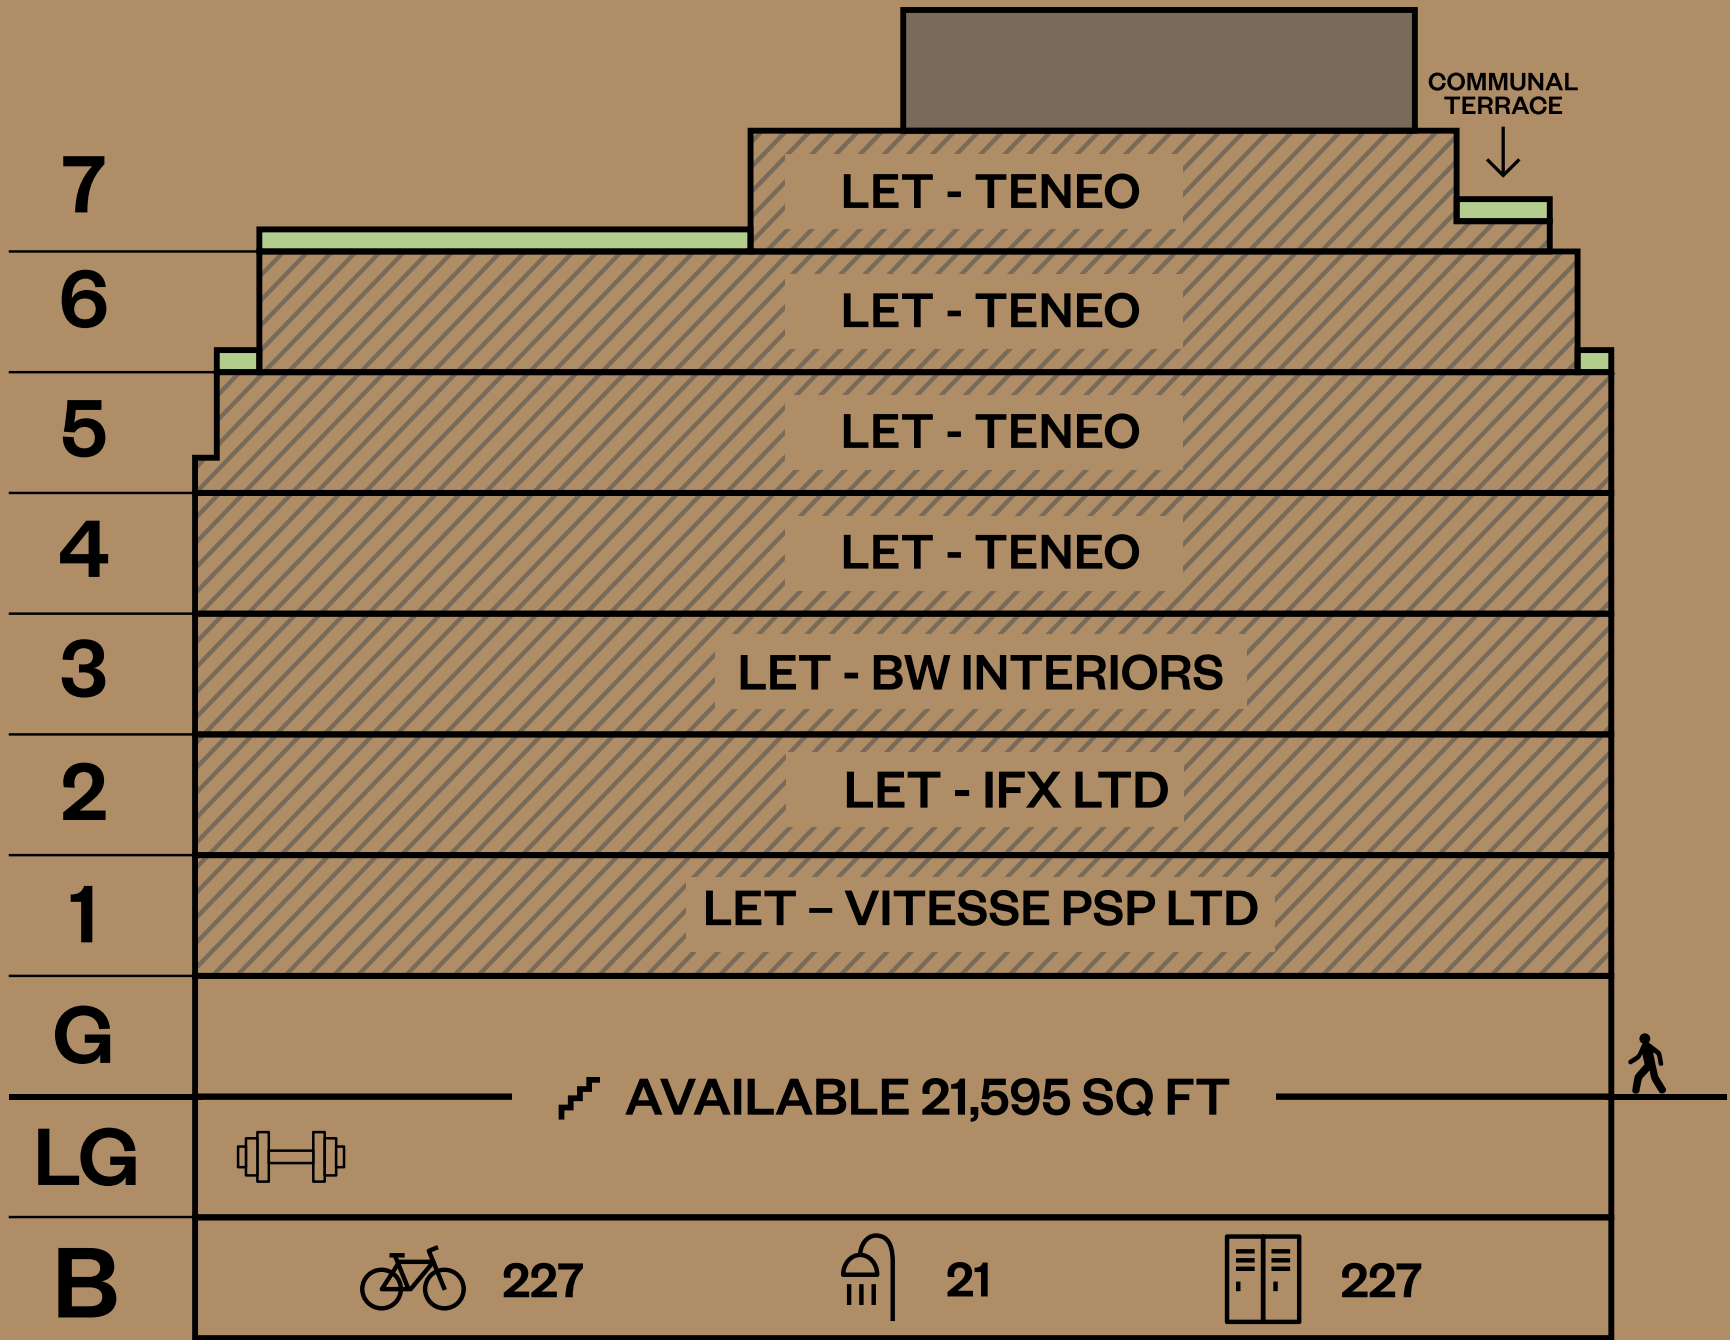 COMMUNAL
TERRACE
7
LET - TENEO
6
LET - TENEO
5
LET - TENEO
4
LET - TENEO
3
LET - BW INTERIORS
2
LET - IFX LTD
1
LET – VITESSE PSP LTD
G
AVAILABLE 21,595 SQ FT
LG
B
227
21
227